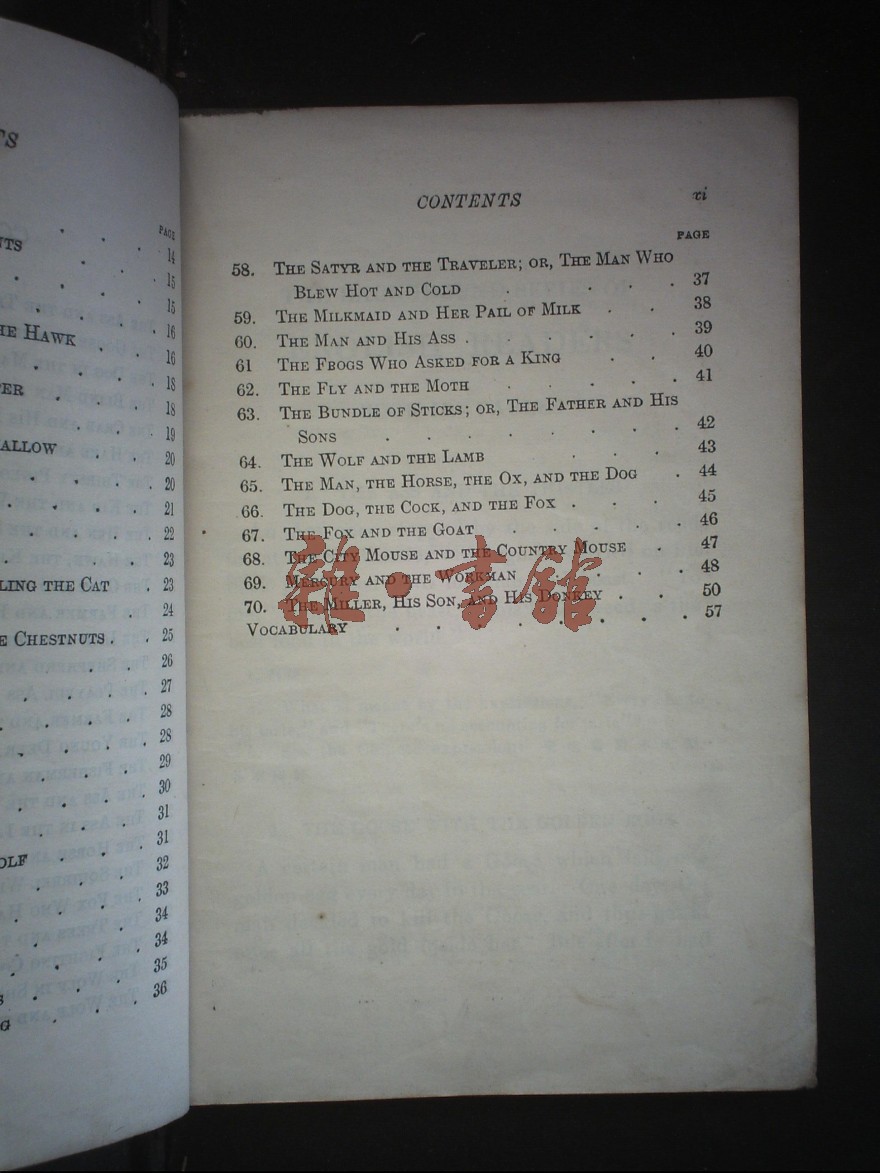 TS
PAGE
NTS
14
15
15
16
HE HAWK . . 16
18
PER . . . . 18
19
ALLOW . . . 20
20
21
22
23
LING THE CAT . 23
24
E CHESTNUTS . . 25
26
27
28
28
29
30
31
31
OLF . . . . 32
33
34
34
35
36
G
CONTENTS xi
PAGE
58. THE SATYR AND THE TRAVELER; OR, THE MAN WHO
BLEW HOT AND COLD . . . . . 37
59. THE MILKMAID AND HER PAIL OF MILK . . . 38
60. THE MAN AND HIS ASS . . . . . . 39
61 THE FROGS WHO ASKED FOR A KING . . . 40
62. THE FLY AND THE MOTH . . . . . 41
63. THE BUNDLE OF STICKS; OR, THE FATHER AND HIS
SONS . . . . . . . . 42
64. THE WOLF AND THE LAMB . . . . . 43
65. THE MAN, THE HORSE, THE OX, AND THE DOG . 44
66. THE DOG, THE COCK, AND THE FOX . . . . 45
67. THE FOX AND THE GOAT . . . . . 46
68. THE CITY MOUSE AND THE COUNTRY MOUSE . 47
69. MERCURY AND THE WORKMAN . . . . 48
70. THE MILLER, HIS SON, AND HIS DONKEY . . . 50
VOCABULARY . . . . . . . . 57
雜·書館